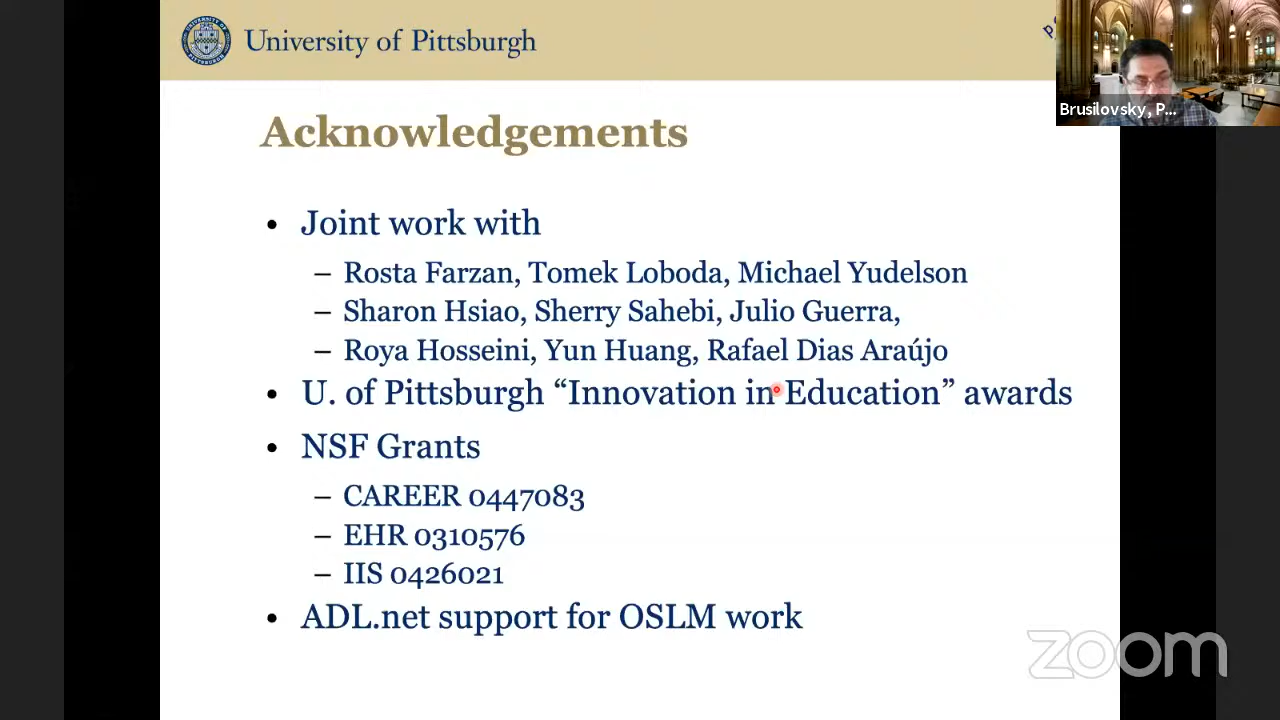 University of Pittsburgh
Brusilovsky, P...
Acknowledgements
• Joint work with
– Rosta Farzan, Tomek Loboda, Michael Yudelson
– Sharon Hsiao, Sherry Sahebi, Julio Guerra,
– Roya Hosseini, Yun Huang, Rafael Dias Araújo
• U. of Pittsburgh “Innovation in Education” awards
• NSF Grants
– CAREER 0447083
– EHR 0310576
– IIS 0426021
• ADL.net support for OSLM work
zoom